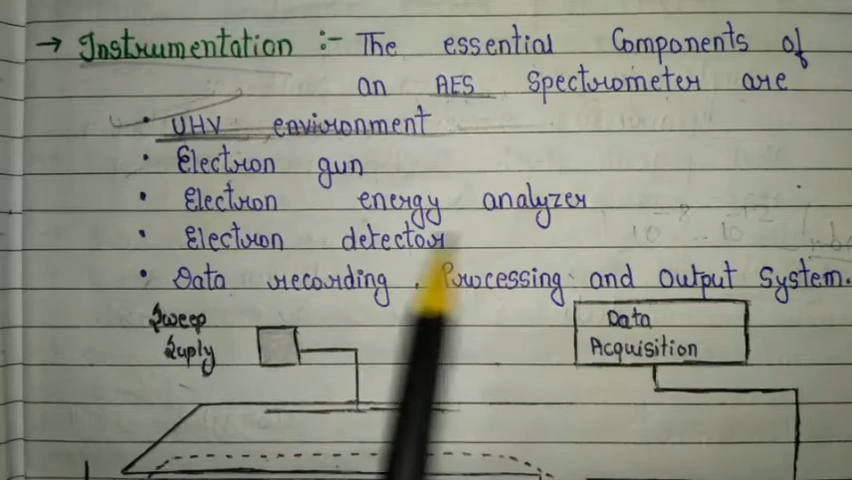 → Instrumentation :- The essential Components of
an AES Spectrometer are
• UHV environment
• Electron gun
• Electron energy analyzer
• Electron detector
• Data recording, Processing and Output System.
Sweep
Suply
Data
Acquisition